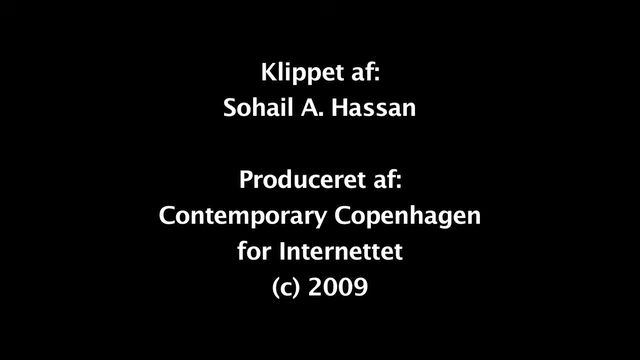 Klippet af:
Sohail A. Hassan
Produceret af:
Contemporary Copenhagen
for Internettet
(c) 2009